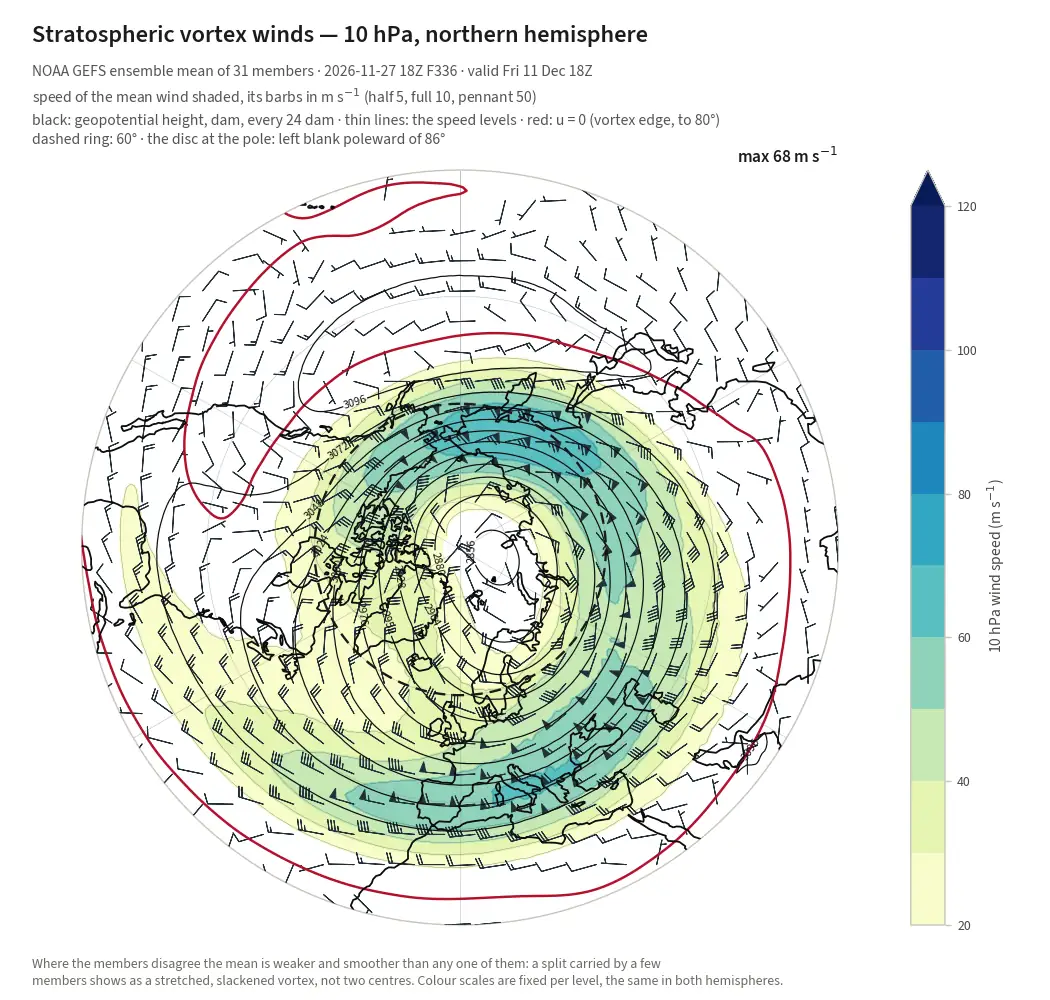 Stratospheric vortex winds — 10 hPa, northern hemisphere
NOAA GEFS ensemble mean of 31 members · 2026-11-27 18Z F336 · valid Fri 11 Dec 18Z
speed of the mean wind shaded, its barbs in m s⁻¹ (half 5, full 10, pennant 50)
black: geopotential height, dam, every 24 dam · thin lines: the speed levels · red: u = 0 (vortex edge, to 80°)
dashed ring: 60° · the disc at the pole: left blank poleward of 86°
max 68 m s⁻¹
120
100
80
60
40
20
10 hPa wind speed (m s⁻¹)
3096
3072
2880
2856
Where the members disagree the mean is weaker and smoother than any one of them: a split carried by a few
members shows as a stretched, slackened vortex, not two centres. Colour scales are fixed per level, the same in both hemispheres.